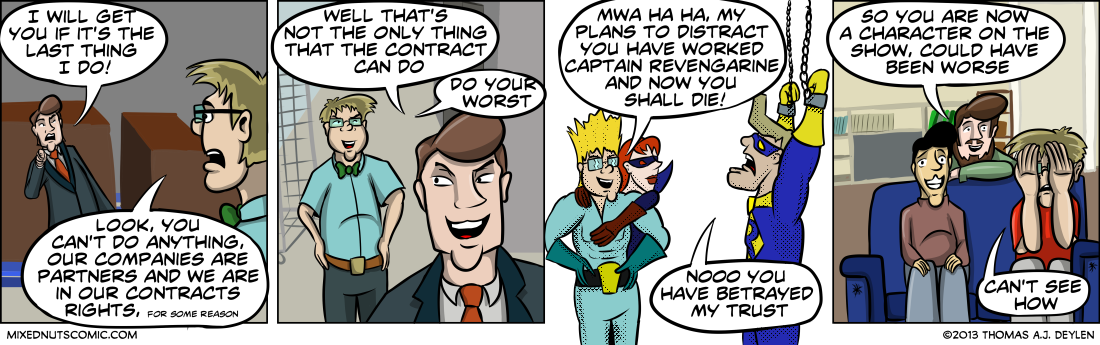 I WILL GET
YOU IF IT'S THE
LAST THING
I DO!
LOOK, YOU
CAN'T DO ANYTHING,
OUR COMPANIES ARE
PARTNERS AND WE ARE
IN OUR CONTRACTS
RIGHTS, FOR SOME REASON
WELL THAT'S
NOT THE ONLY THING
THAT THE CONTRACT
CAN DO
DO YOUR
WORST
MWA HA HA, MY
PLANS TO DISTRACT
YOU HAVE WORKED
CAPTAIN REVENGARINE
AND NOW YOU
SHALL DIE!
NOOO YOU
HAVE BETRAYED
MY TRUST
SO YOU ARE NOW
A CHARACTER ON THE
SHOW, COULD HAVE
BEEN WORSE
CAN'T SEE
HOW
MIXEDNUTSCOMIC.COM
©2013 THOMAS A.J. DEYLEN